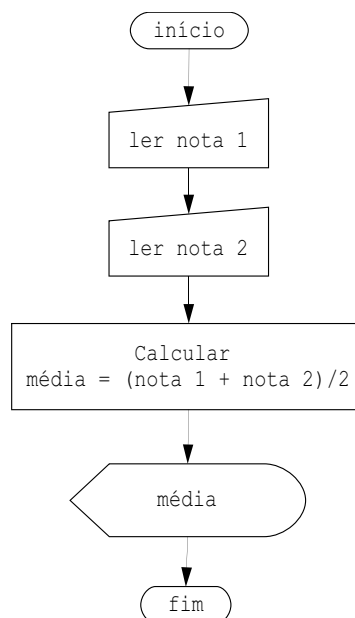 início
ler nota 1
ler nota 2
Calcular
média = (nota 1 + nota 2)/2
média
fim